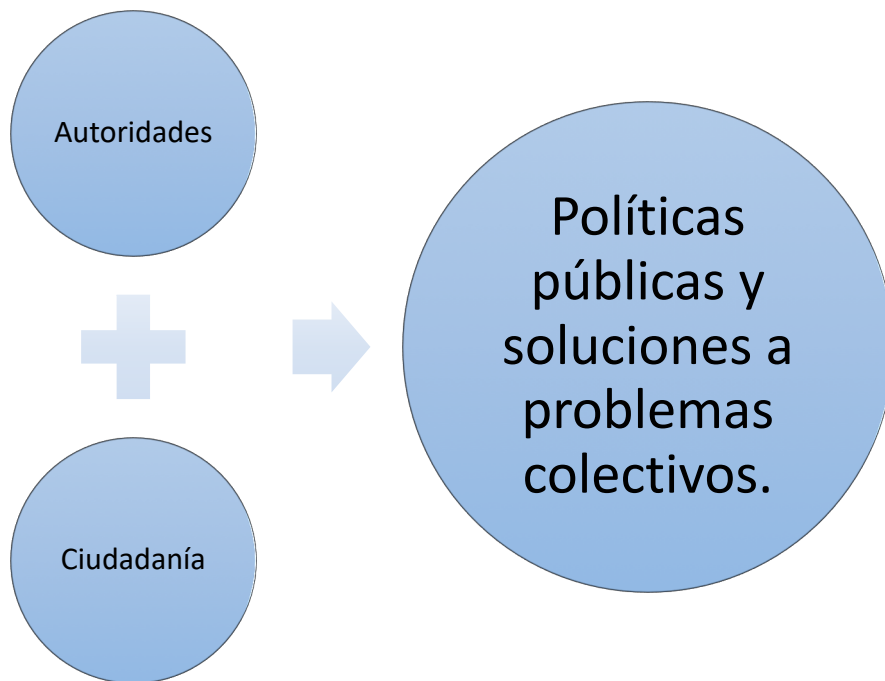 Autoridades
Ciudadanía
Políticas
públicas y
soluciones a
problemas
colectivos.